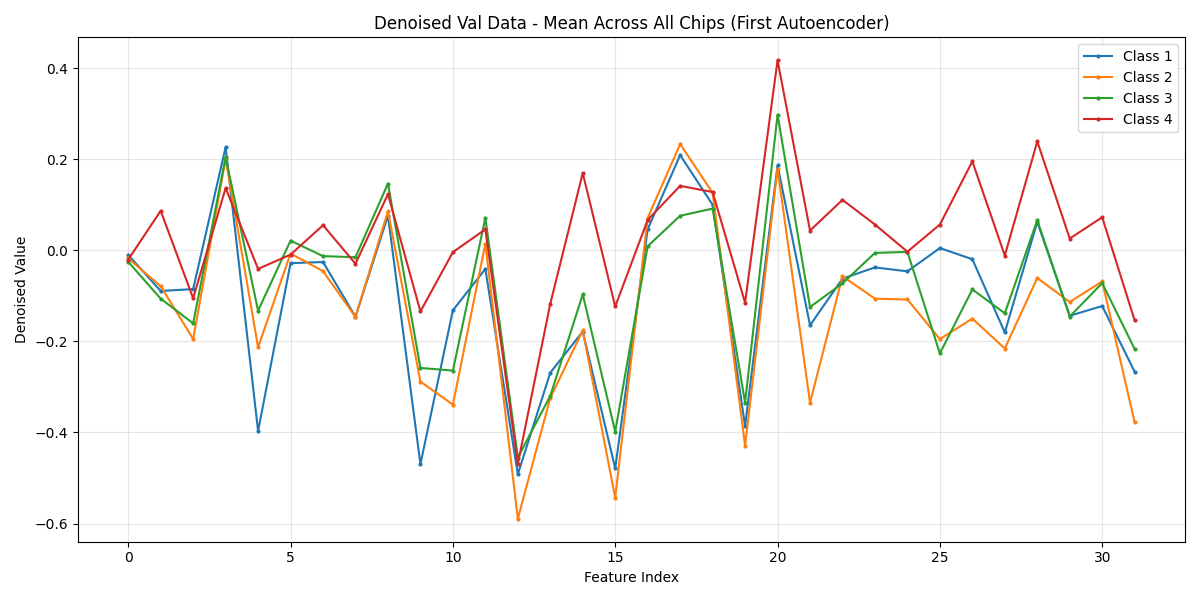 Denoised Val Data - Mean Across All Chips (First Autoencoder)
Class 1
Class 2
Class 3
Class 4
Denoised Value
0.4
0.2
0.0
−0.2
−0.4
−0.6
0
5
10
15
20
25
30
Feature Index